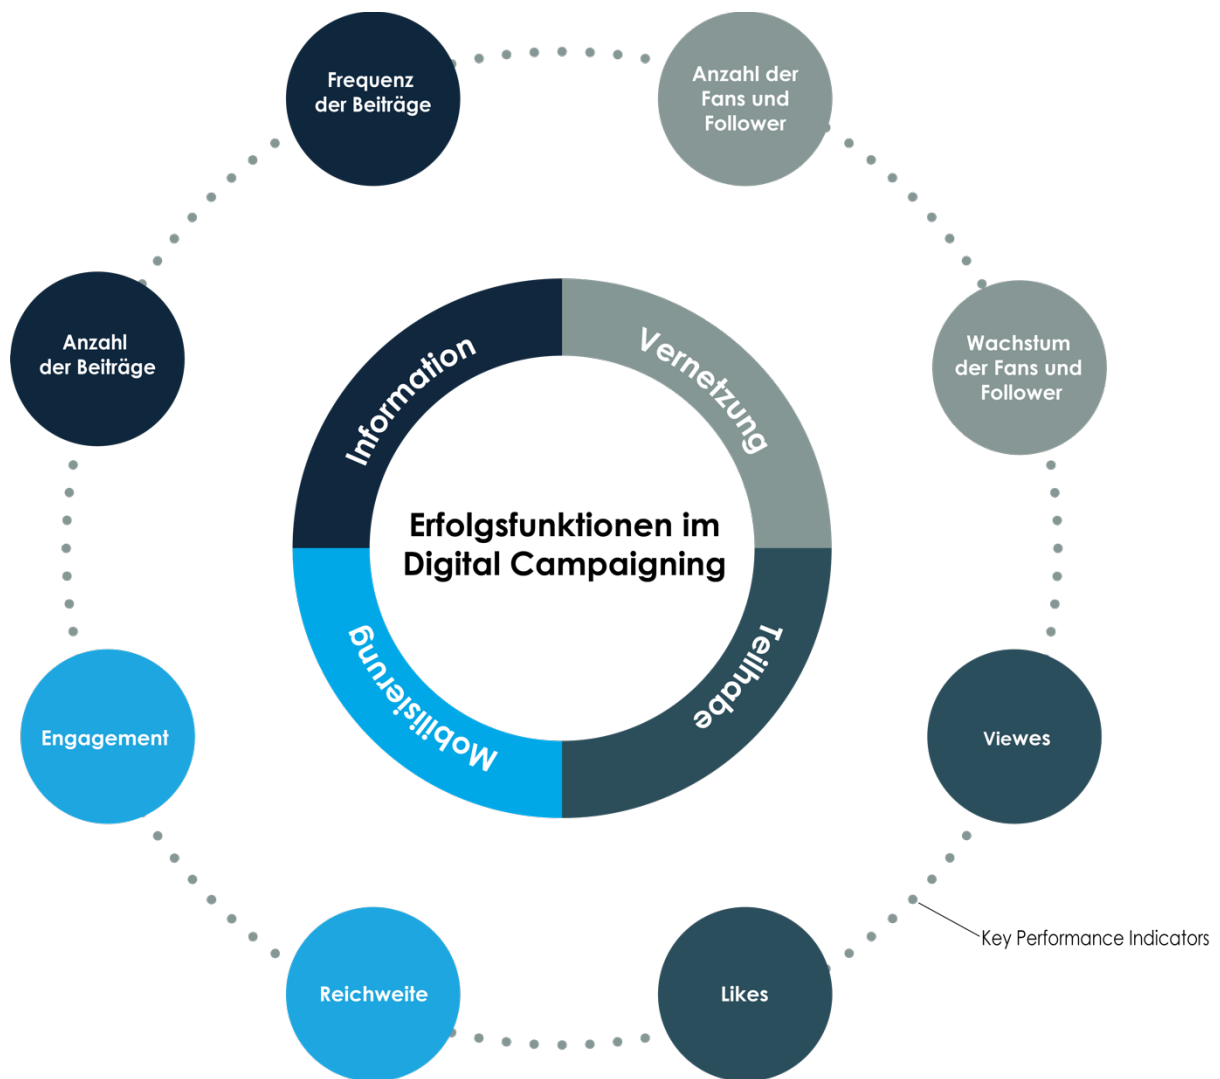 Frequenz
der Beiträge
Anzahl der
Fans und
Follower
Anzahl
der Beiträge
Wachstum
der Fans und
Follower
Information
Vernetzung
Erfolgsfunktionen im
Digital Campaigning
Mobilisierung
Teilhabe
Engagement
Viewes
Key Performance Indicators
Reichweite
Likes